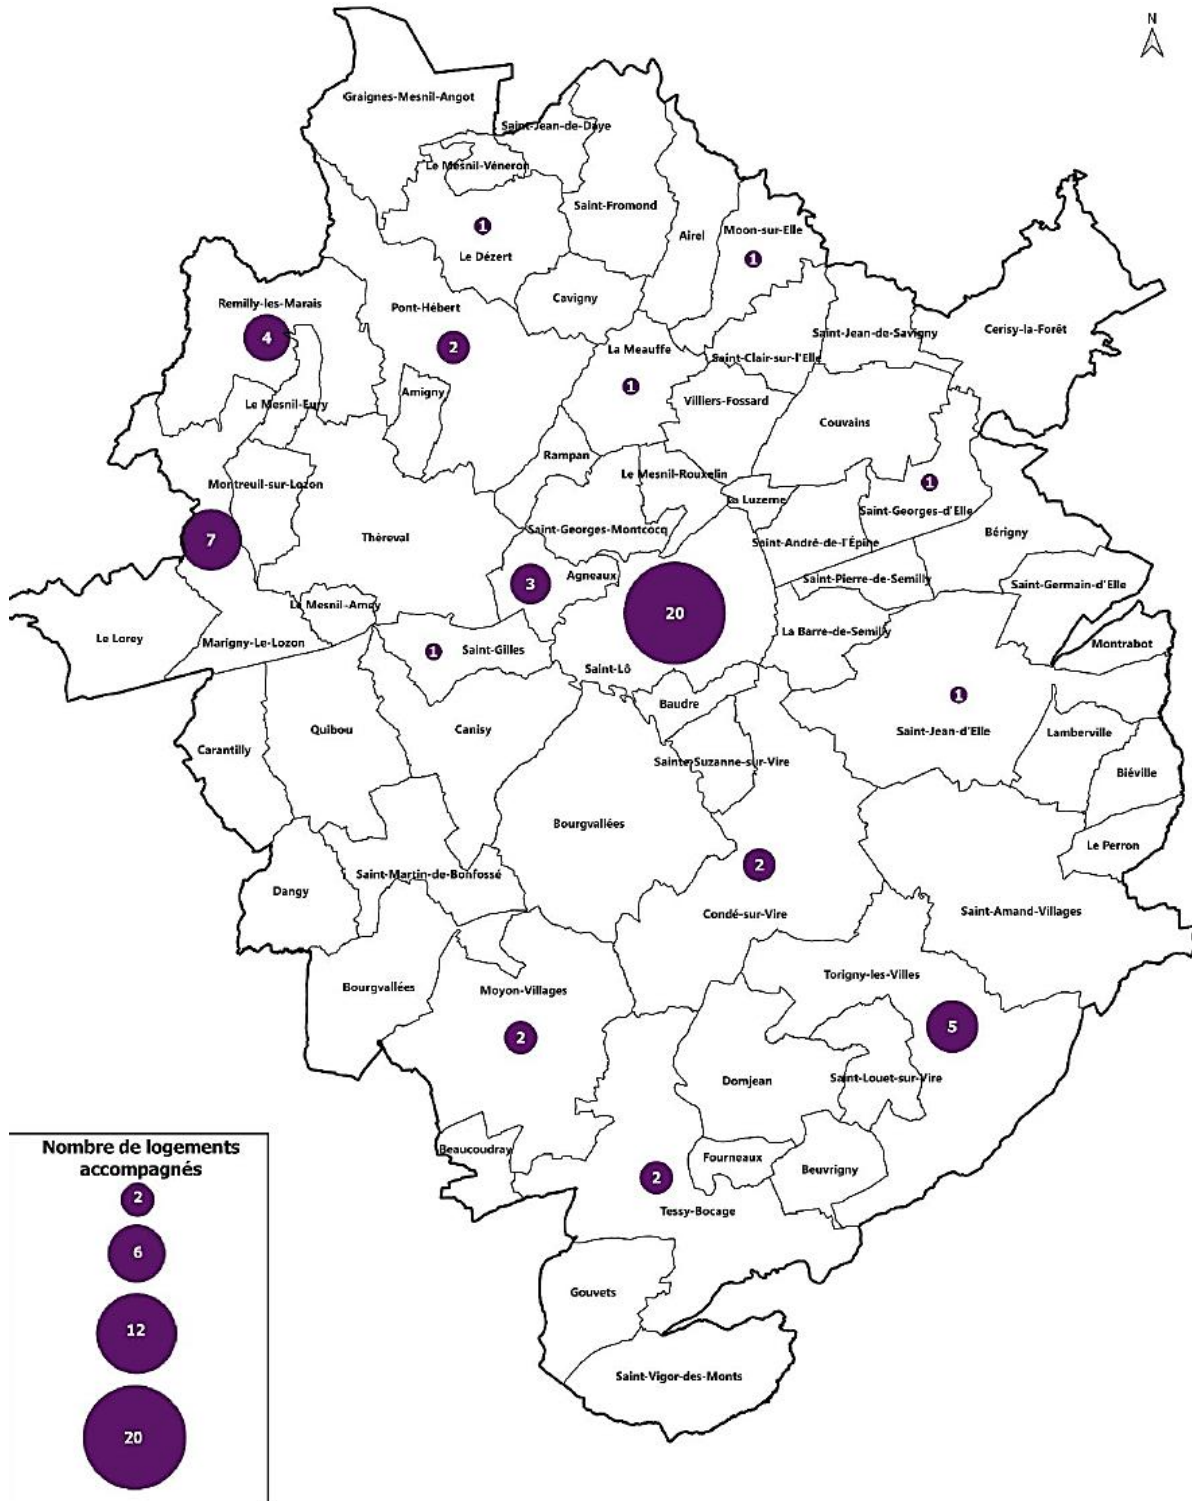 N
Graignes-Mesnil-Angot
Saint-Jean-de-Daye
Le Mesnil-Véneron
Saint-Fromond
1
Airel
Moon-sur-Elle
Le Dézert
1
Cavigny
Remilly-les-Marais
Pont-Hébert
Cerisy-la-Forêt
Saint-Jean-de-Savigny
4
2
La Meauffe
Saint-Clair-sur-l'Elle
1
Amigny
Villiers-Fossard
Le Mesnil-Eury
Couvains
Rampan
Le Mesnil-Rouxelin
Montreuil-sur-Lozon
1
La Luzerne
Saint-Georges-d'Elle
Saint-Georges-Montcocq
Bérigny
Thèreval
7
Saint-André-de-l'Épine
Agneaux
3
Saint-Pierre-de-Semilly
Saint-Germain-d'Elle
Le Mesnil-Amey
20
La Barre-de-Semilly
Le Lorey
Marigny-Le-Lozon
Montrabot
1
Saint-Gilles
Saint-Lô
1
Baudre
Quibou
Canisy
Saint-Jean-d'Elle
Lamberville
Carantilly
Sainte-Suzanne-sur-Vire
Biéville
Bourgvallées
Le Perron
2
Saint-Martin-de-Bonfossé
Dangy
Condé-sur-Vire
Saint-Amand-Villages
Torigny-les-Villes
Bourgvallées
Moyon-Villages
5
2
Domjean
Saint-Louet-sur-Vire
Beaucoudray
Fourneaux
Beuvrigny
2
Tessy-Bocage
Gouvets
Saint-Vigor-des-Monts
Nombre de logements
accompagnés
2
6
12
20